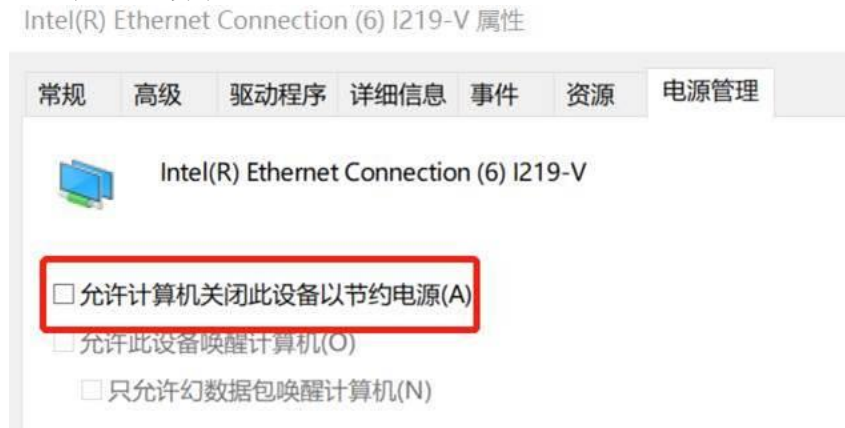 Intel(R) Ethernet Connection (6) I219-V 属性
常规 高级 驱动程序 详细信息 事件 资源 电源管理
Intel(R) Ethernet Connection (6) I219-V
允许计算机关闭此设备以节约电源(A)
允许此设备唤醒计算机(O)
只允许幻数据包唤醒计算机(N)